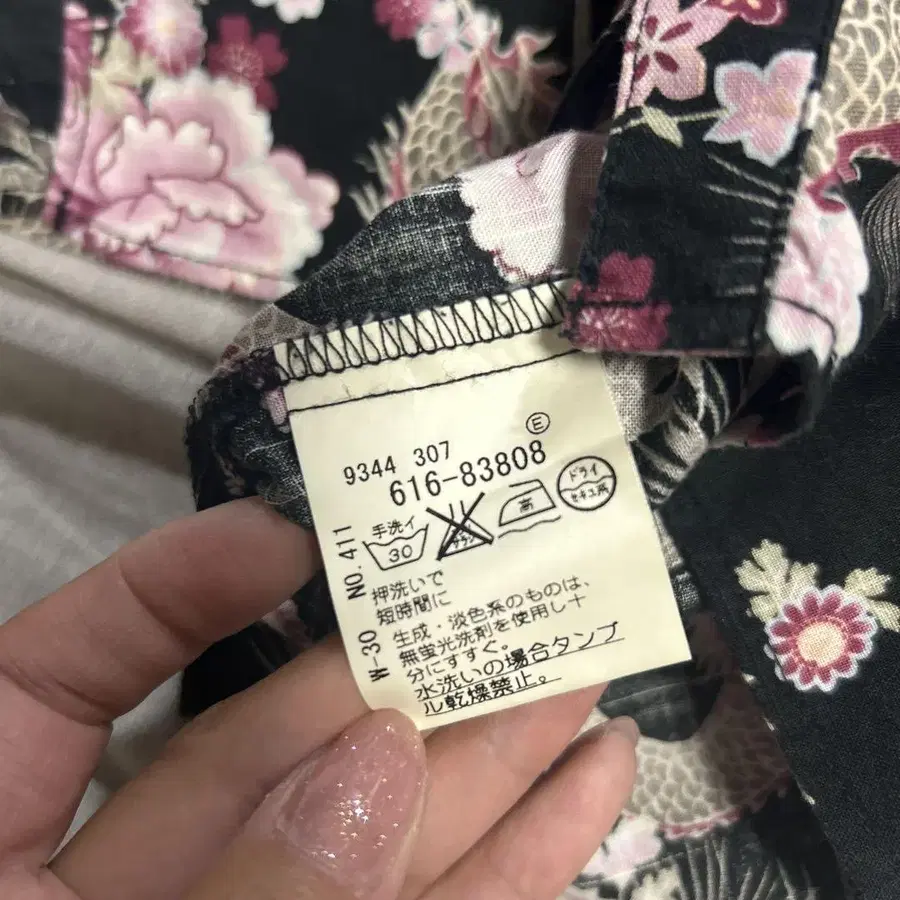 E
9344 307
616-83808
手洗イ
30
サラシ
高
ドライ
セキユ系
NO. 411
W-30
押洗いで
短時間に
生成・淡色系のものは、
無蛍光洗剤を使用し十
分にすすぐ。
水洗いの場合タンブ
ル乾燥禁止。